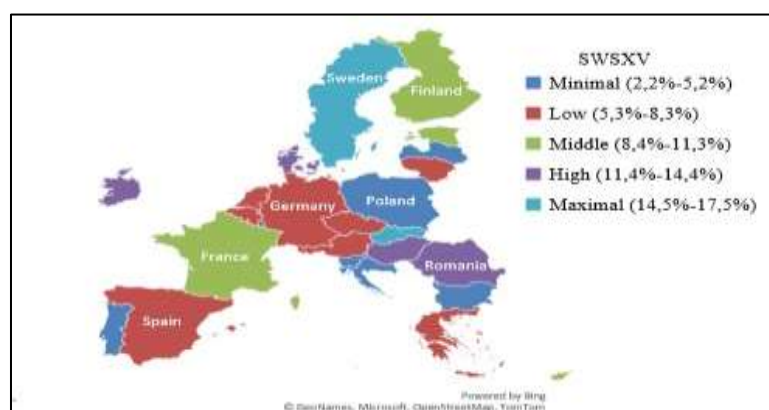 SWSXV
Minimal (2,2%-5,2%)
Low (5,3%-8,3%)
Middle (8,4%-11,3%)
High (11,4%-14,4%)
Maximal (14,5%-17,5%)
Sweden
Finland
Poland
Germany
France
Romania
Spain
Powered by Bing
© GeoNames, Microsoft, OpenStreetMap, TomTom